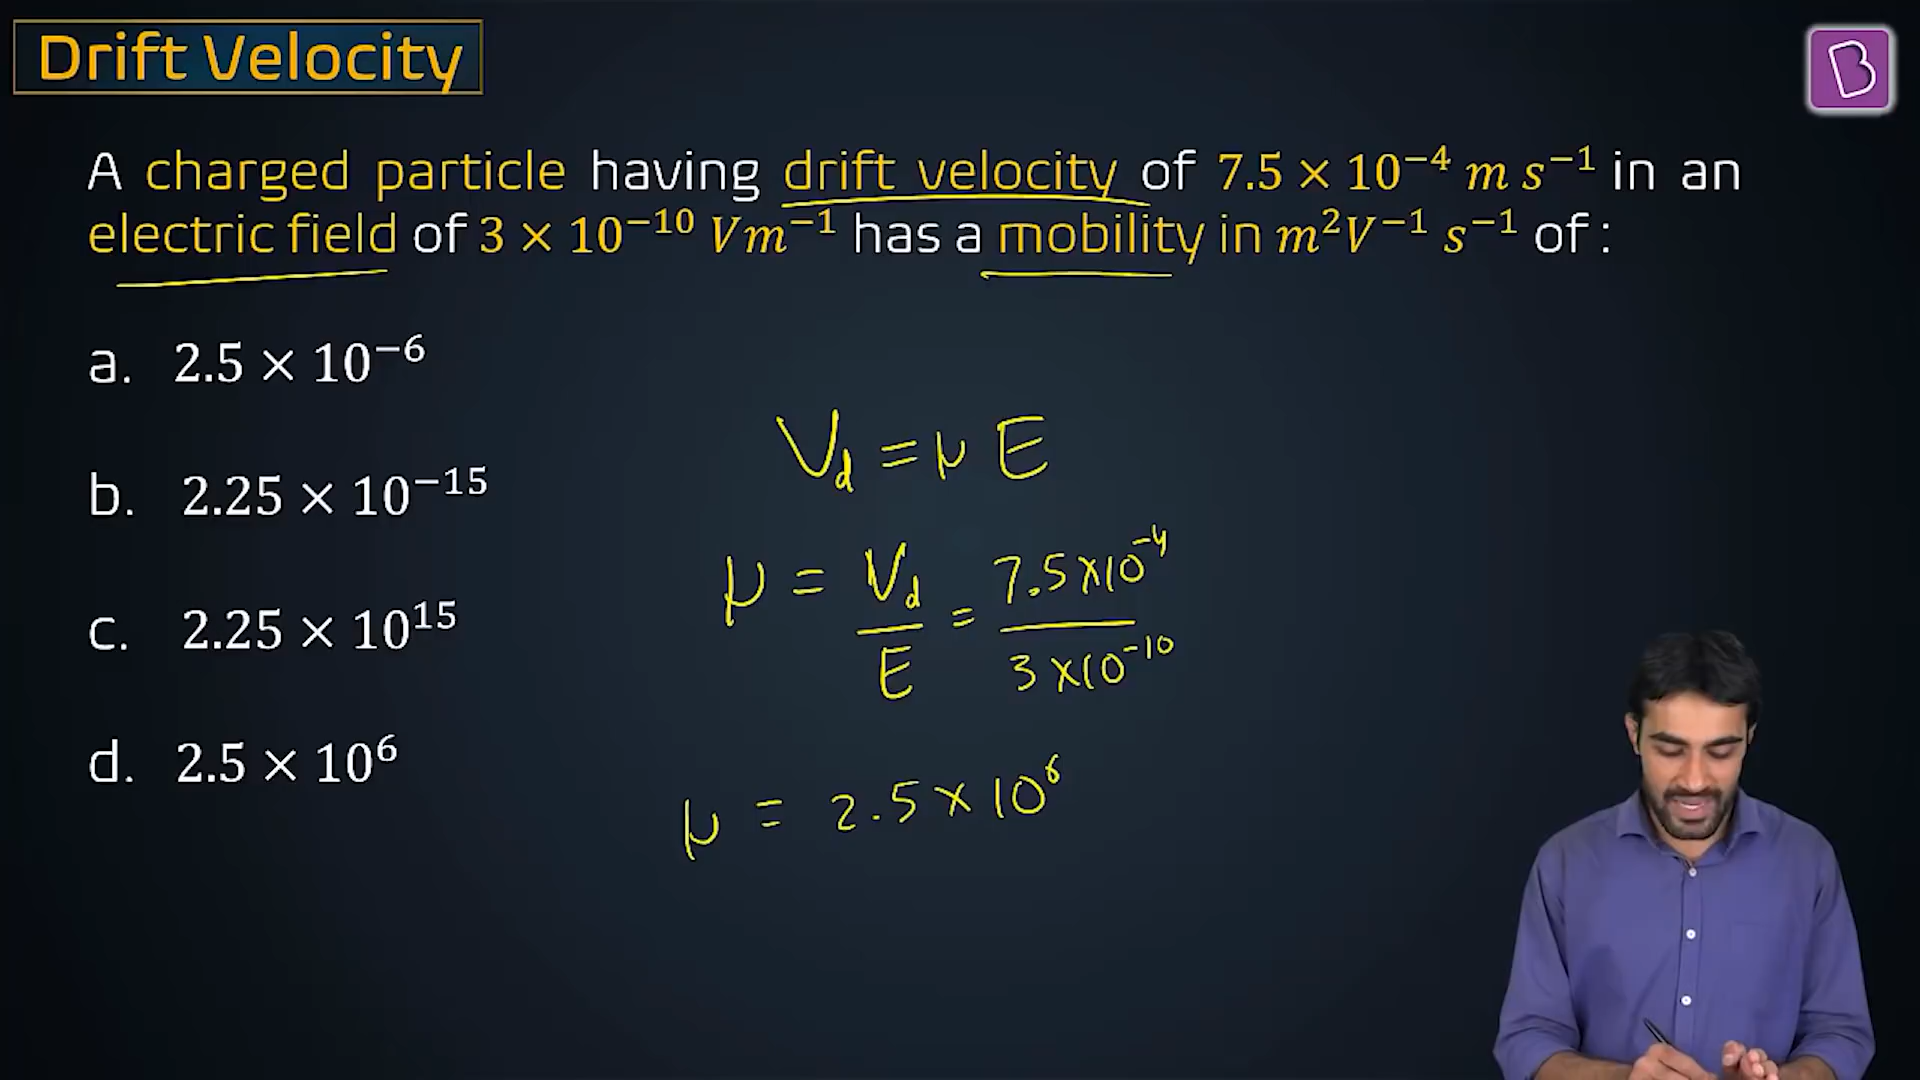 Drift Velocity
B
A charged particle having drift velocity of 7.5 × 10⁻⁴ m s⁻¹ in an
electric field of 3 × 10⁻¹⁰ Vm⁻¹ has a mobility in m²V⁻¹ s⁻¹ of :
a. 2.5 × 10⁻⁶
b. 2.25 × 10⁻¹⁵
c. 2.25 × 10¹⁵
d. 2.5 × 10⁶
V_d = μ E
μ = V_d / E = 7.5×10⁻⁴ / 3×10⁻¹⁰
μ = 2.5 × 10⁶